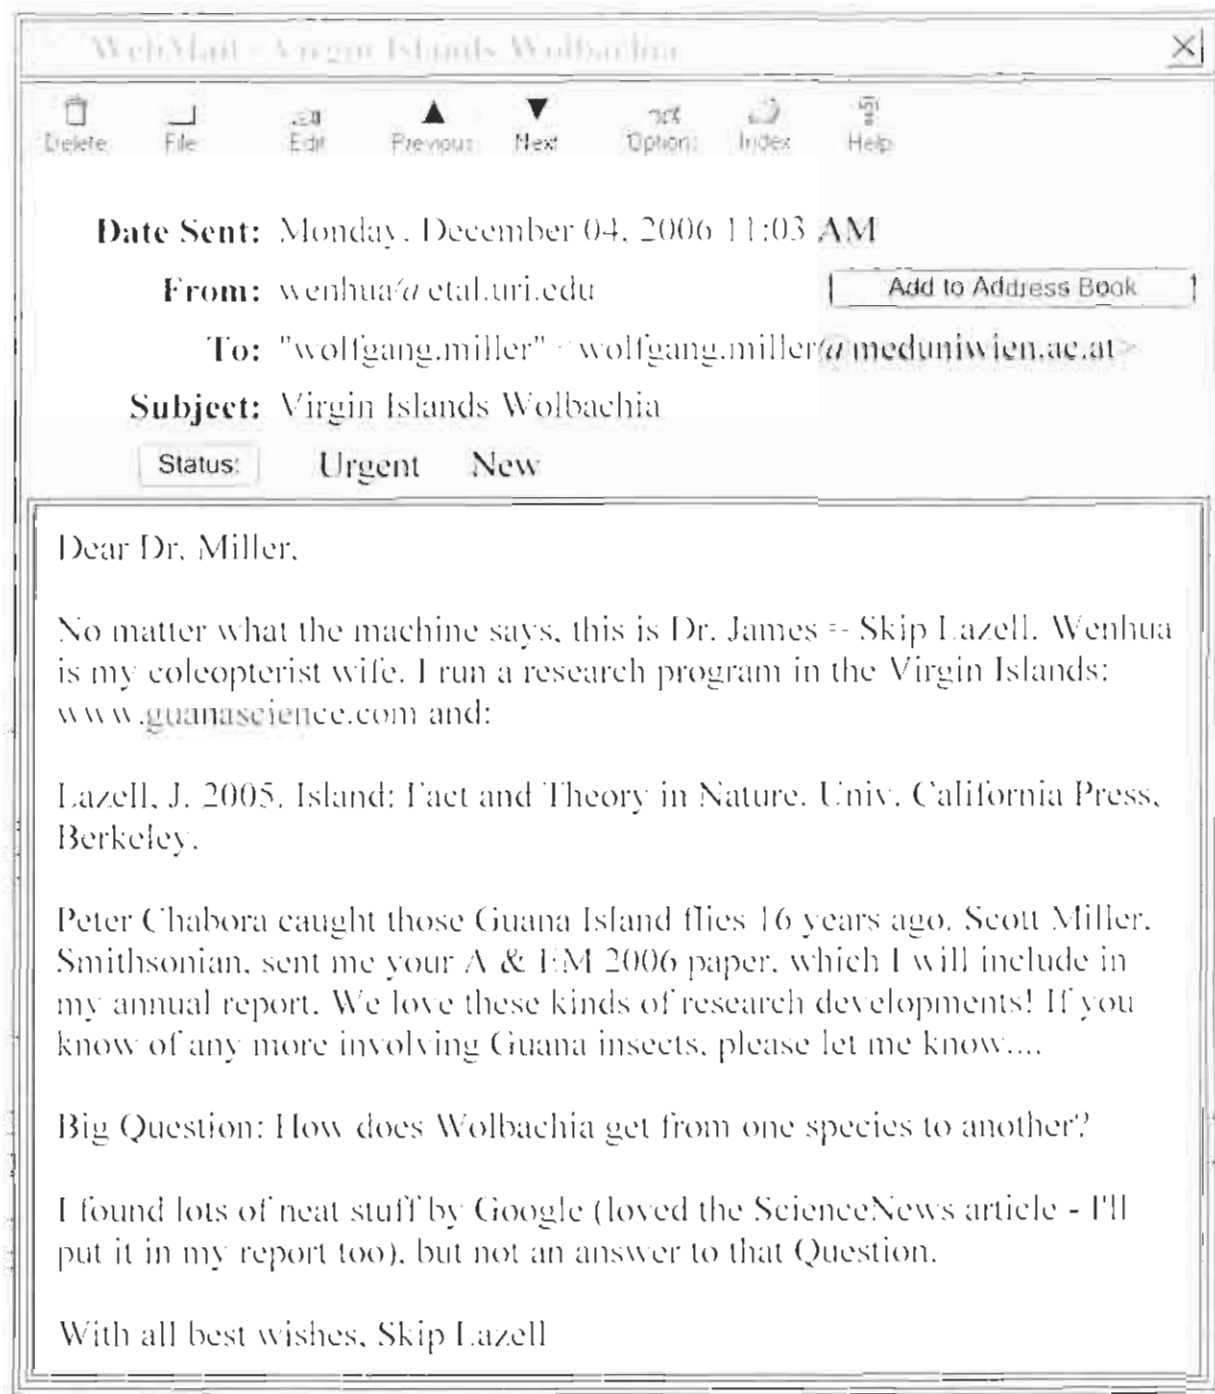 WebMail - Virgin Islands Wolbachia
Delete File Edit Previous Next Options Index Help
Date Sent: Monday, December 04, 2006 11:03 AM
From: wenhua@etal.uri.edu
Add to Address Book
To: "wolfgang.miller" <wolfgang.miller@meduniwien.ac.at>
Subject: Virgin Islands Wolbachia
Status: Urgent New
Dear Dr. Miller,
No matter what the machine says, this is Dr. James -- Skip Lazell. Wenhua
is my coleopterist wife. I run a research program in the Virgin Islands:
www.guanascience.com and:
Lazell, J. 2005. Island: Fact and Theory in Nature. Univ. California Press,
Berkeley.
Peter Chabora caught those Guana Island flies 16 years ago. Scott Miller,
Smithsonian, sent me your A & EM 2006 paper, which I will include in
my annual report. We love these kinds of research developments! If you
know of any more involving Guana insects, please let me know....
Big Question: How does Wolbachia get from one species to another?
I found lots of neat stuff by Google (loved the ScienceNews article - I'll
put it in my report too), but not an answer to that Question.
With all best wishes, Skip Lazell